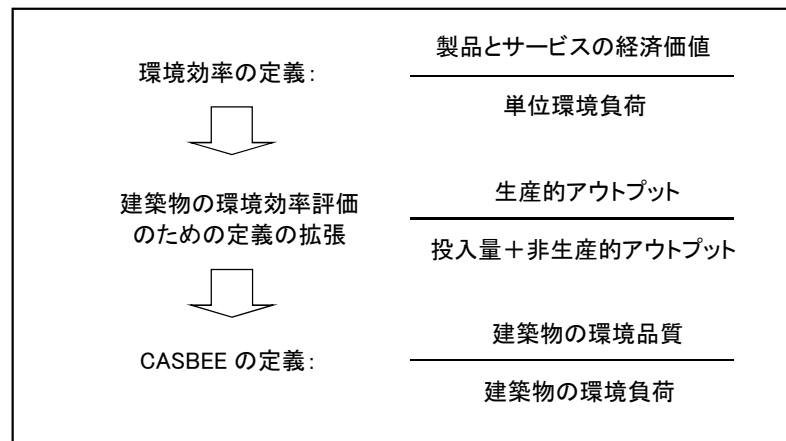 製品とサービスの経済価値
環境効率の定義：
単位環境負荷
生産的アウトプット
建築物の環境効率評価
のための定義の拡張
投入量＋非生産的アウトプット
建築物の環境品質
CASBEE の定義：
建築物の環境負荷